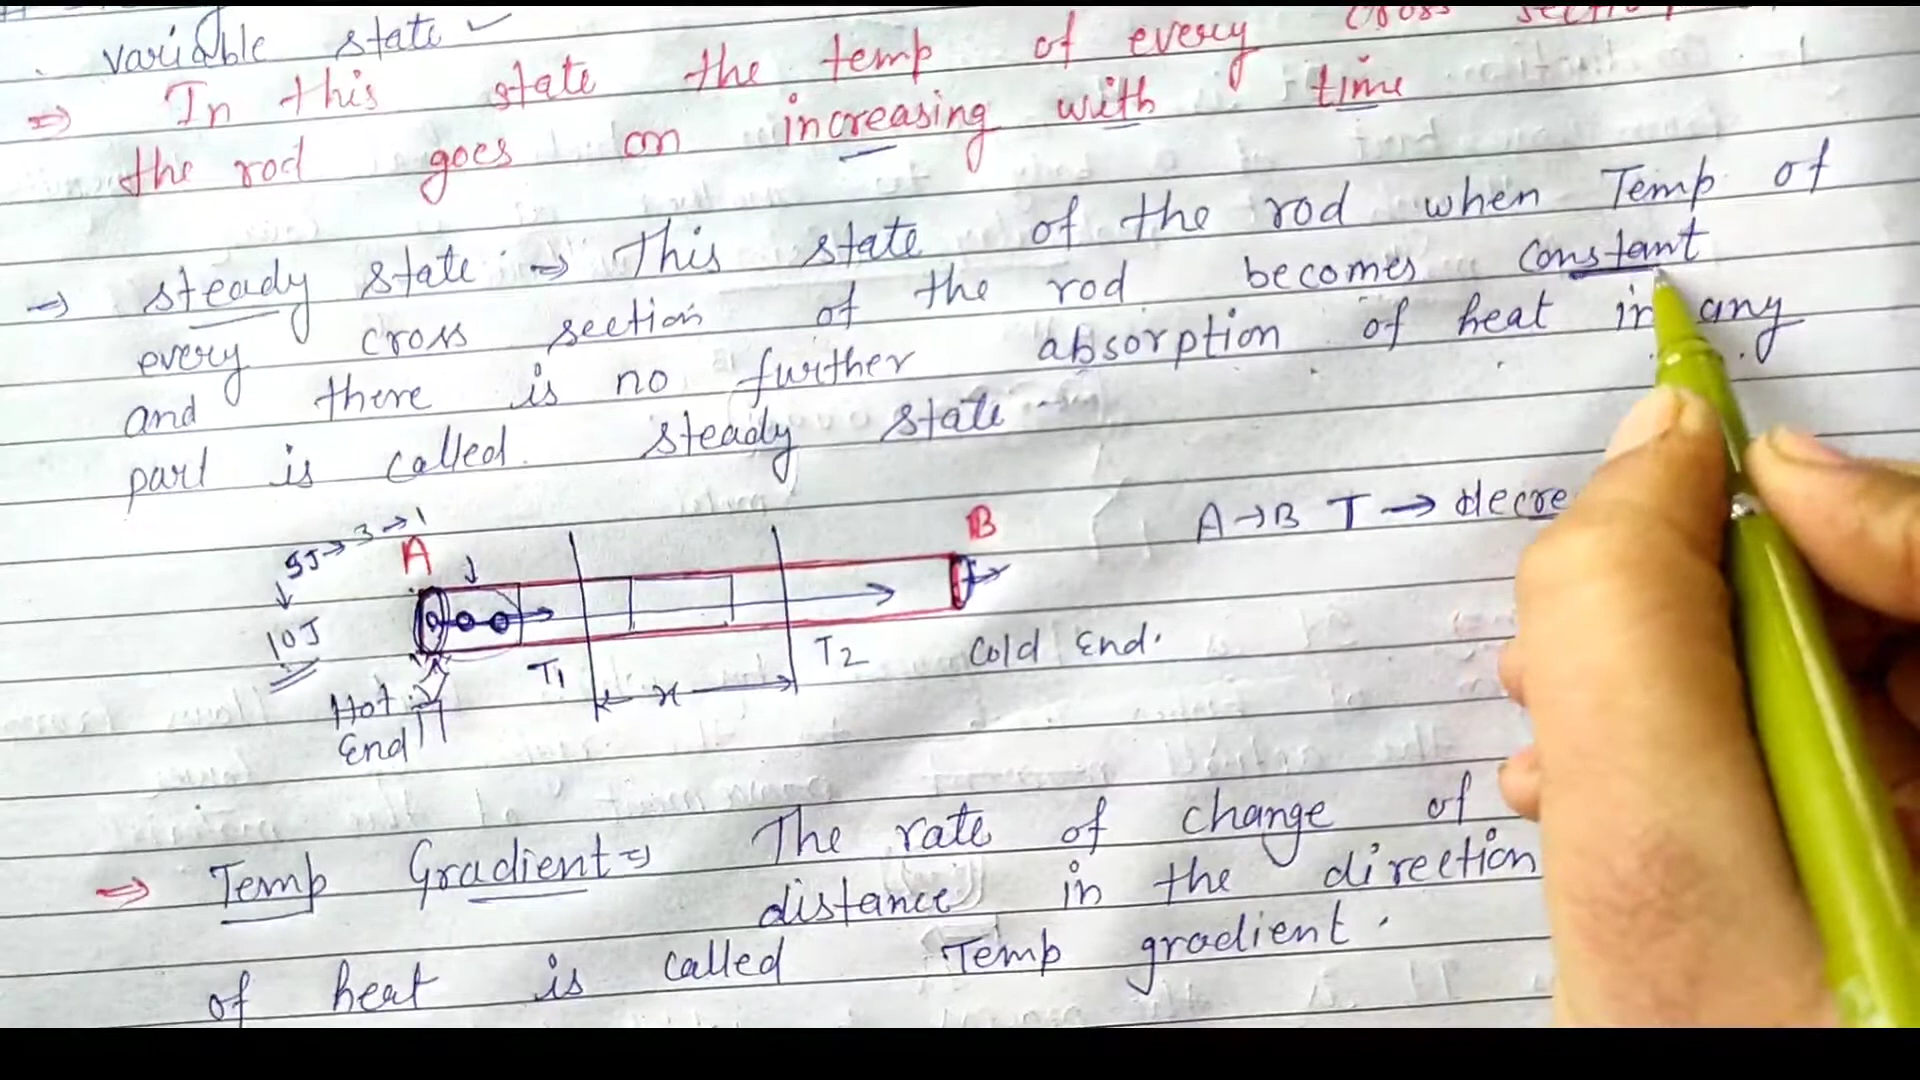 variable state ✓
⇒ In this state the temp of every cross section
the rod goes on increasing with time
→ steady state :→ This state of the rod when Temp of
every cross section of the rod becomes constant
and there is no further absorption of heat in any
part is called steady state
5J→3→1
↓
10J
A
B
A→B T → decre
T1
x
T2
Cold End.
Hot
End
⇒ Temp Gradient ⇒ The rate of change of
distance in the direction
of heat is called Temp gradient.